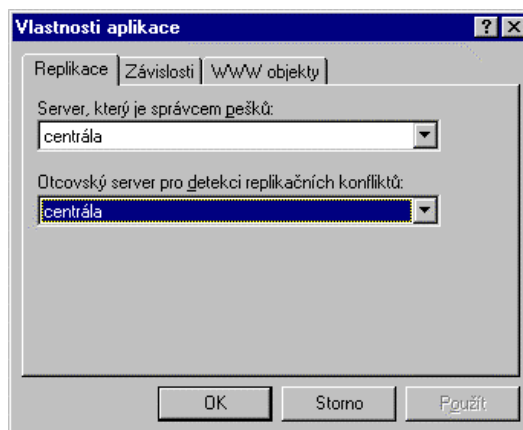 Vlastnosti aplikace
Replikace Závislosti WWW objekty
Server, který je správcem pešků:
centrála
Otcovský server pro detekci replikačních konfliktů:
centrála
OK Storno Použít